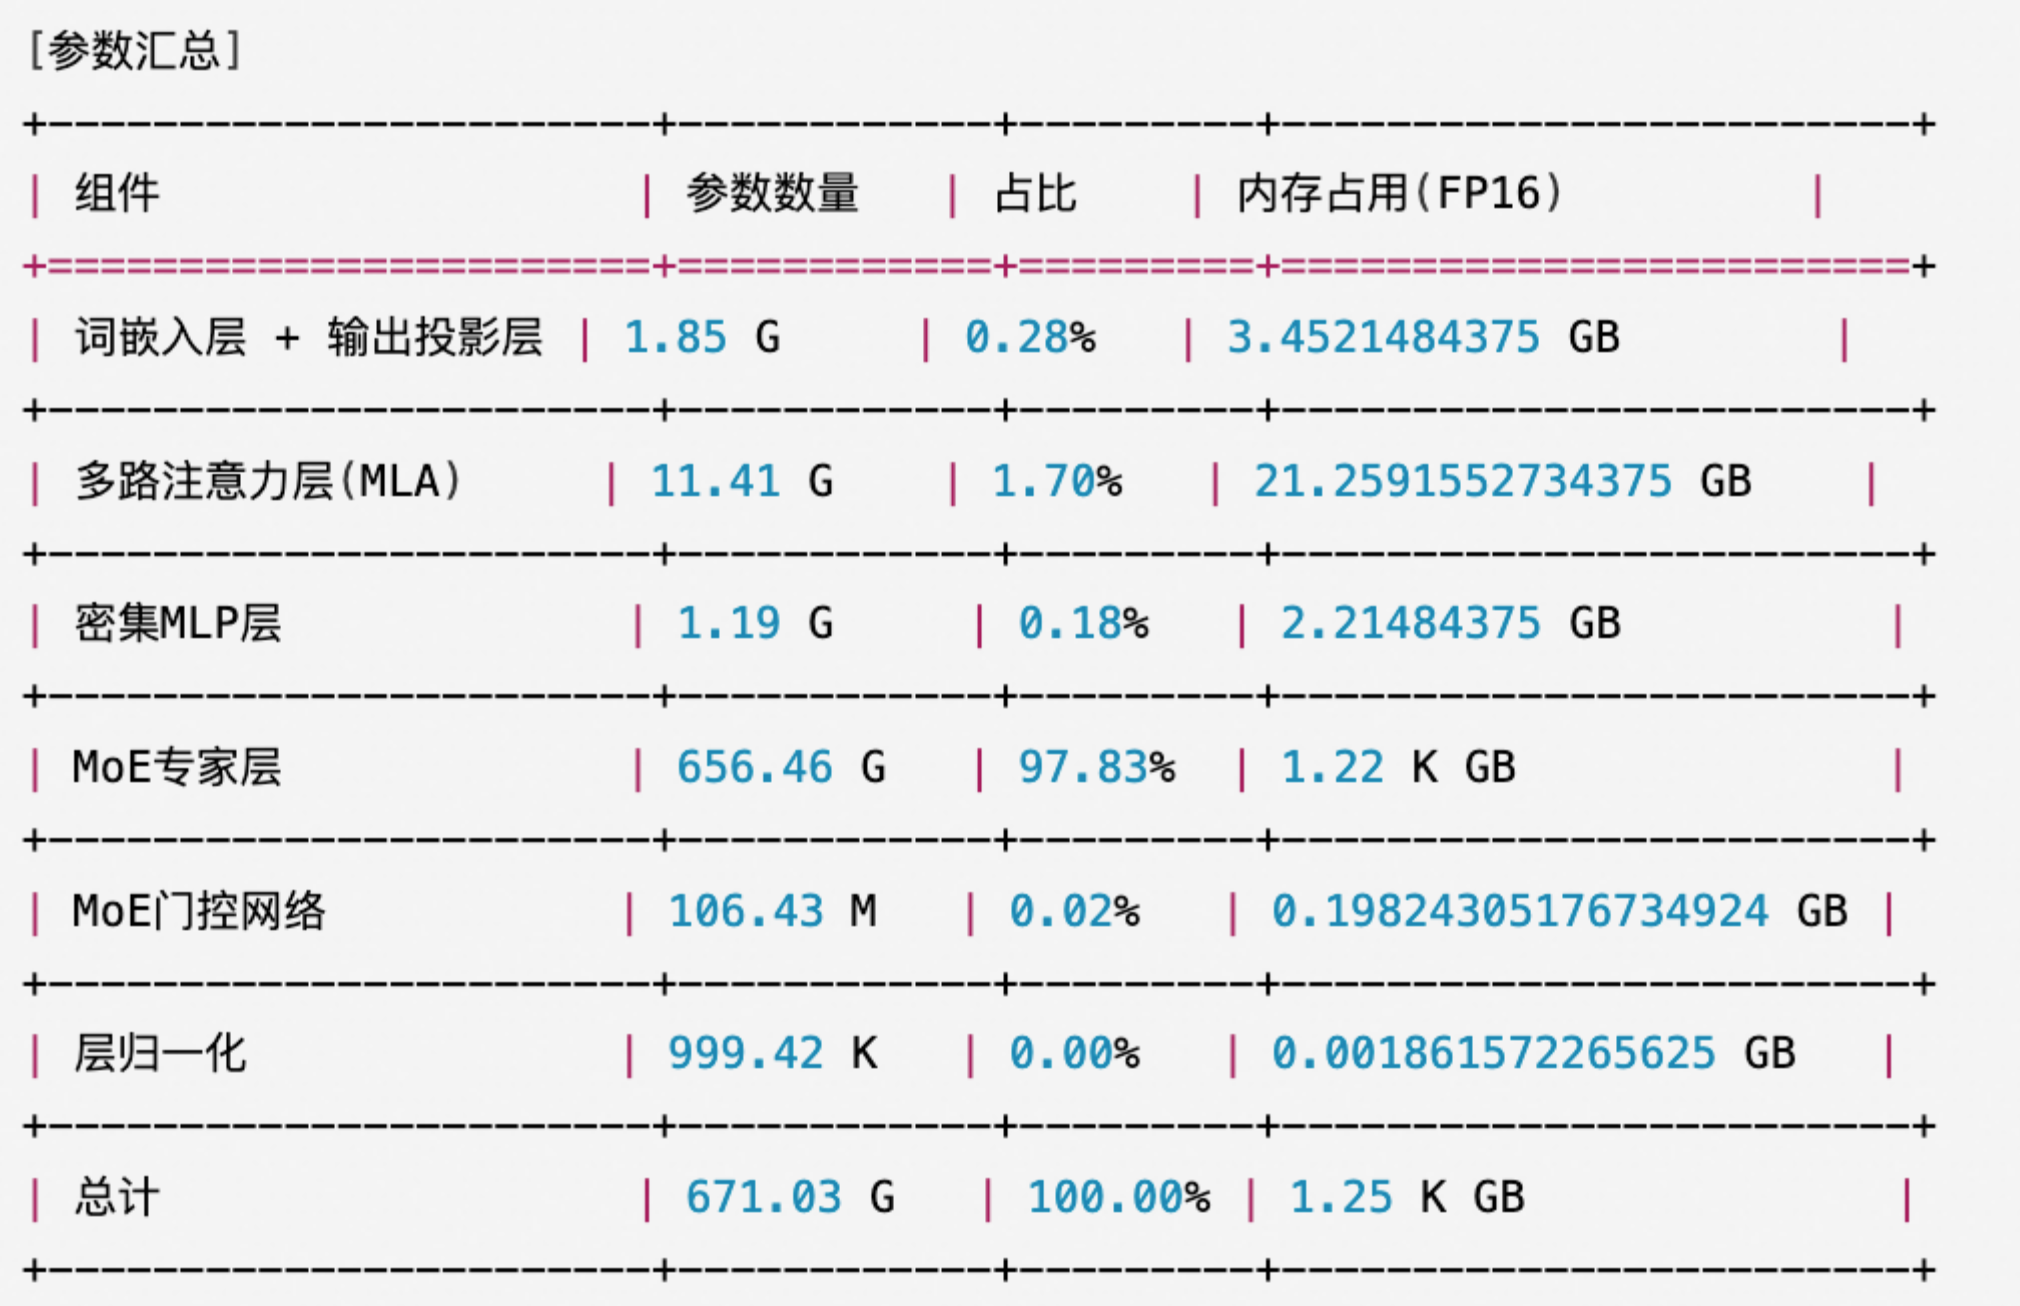 [参数汇总]
+-----------------------+------------+---------+------------------------+
| 组件 | 参数数量 | 占比 | 内存占用(FP16) |
+=======================+============+=========+========================+
| 词嵌入层 + 输出投影层 | 1.85 G | 0.28% | 3.4521484375 GB |
+-----------------------+------------+---------+------------------------+
| 多路注意力层(MLA) | 11.41 G | 1.70% | 21.2591552734375 GB |
+-----------------------+------------+---------+------------------------+
| 密集MLP层 | 1.19 G | 0.18% | 2.21484375 GB |
+-----------------------+------------+---------+------------------------+
| MoE专家层 | 656.46 G | 97.83% | 1.22 K GB |
+-----------------------+------------+---------+------------------------+
| MoE门控网络 | 106.43 M | 0.02% | 0.19824305176734924 GB |
+-----------------------+------------+---------+------------------------+
| 层归一化 | 999.42 K | 0.00% | 0.001861572265625 GB |
+-----------------------+------------+---------+------------------------+
| 总计 | 671.03 G | 100.00% | 1.25 K GB |
+-----------------------+------------+---------+------------------------+